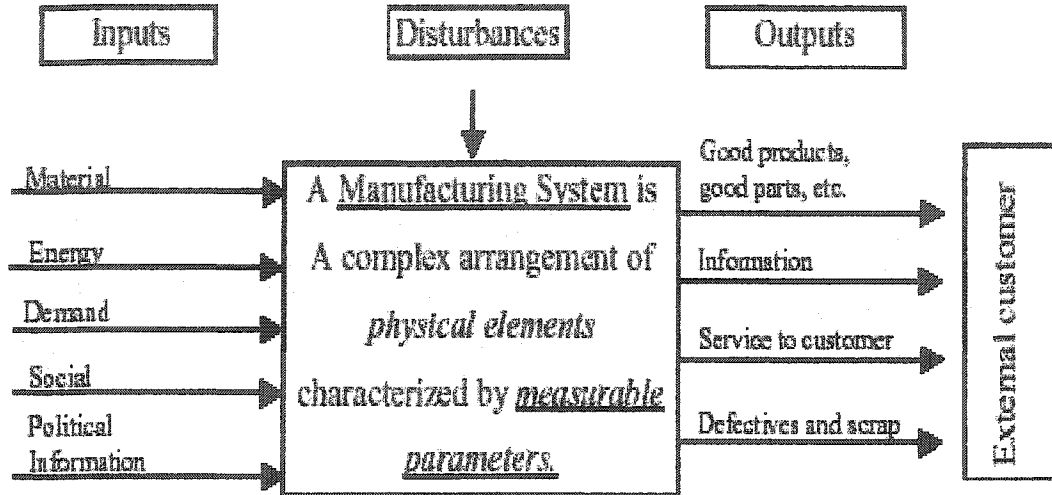 Inputs
Disturbances
Outputs
Material
Energy
Demand
Social
Political
Information
A Manufacturing System is
A complex arrangement of
physical elements
characterized by measurable
parameters.
Good products,
good parts, etc.
Information
Service to customer
Defectives and scrap
External customer